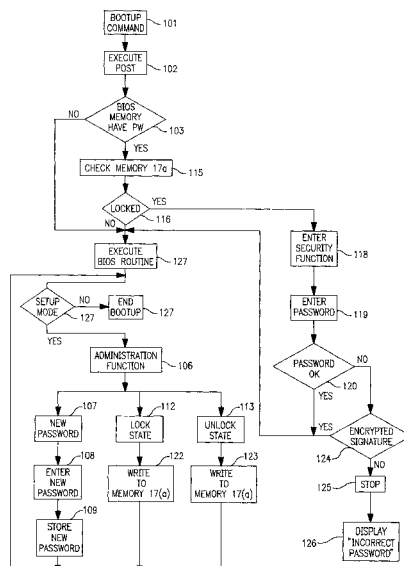 BOOTUP
COMMAND
101
EXECUTE
POST
102
BIOS
MEMORY
HAVE PW
103
NO
YES
CHECK MEMORY 17a
115
LOCKED
116
YES
NO
EXECUTE
BIOS ROUTINE
127
ENTER
SECURITY
FUNCTION
118
SETUP
MODE
127
NO
END
BOOTUP
127
YES
ENTER
PASSWORD
119
ADMINISTRATION
FUNCTION
106
PASSWORD
OK
120
NO
YES
107
NEW
PASSWORD
112
LOCK
STATE
113
UNLOCK
STATE
YES
ENCRYPTED
SIGNATURE
124
NO
108
ENTER
NEW
PASSWORD
122
WRITE
TO
MEMORY 17(a)
123
WRITE
TO
MEMORY 17(a)
125
STOP
109
STORE
NEW
PASSWORD
126
DISPLAY
"INCORRECT
PASSWORD"